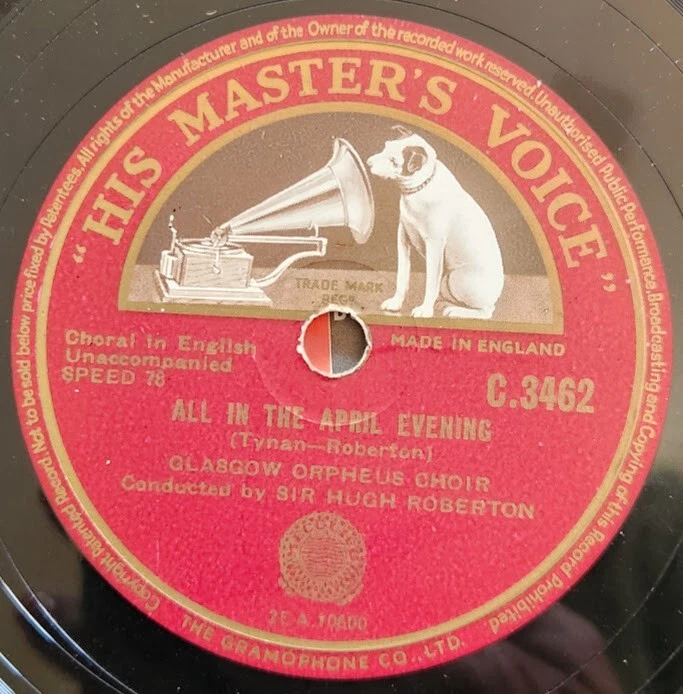 Copyright Patented Record. Not to be sold below price fixed by Patentees. All rights of the Manufacturer and of the Owner of the recorded work reserved. Unauthorised Public Performance, Broadcasting and Copying of this Record Prohibited
"HIS MASTER'S VOICE"
TRADE MARK
REGD
Choral in English
Unaccompanied
SPEED 78
MADE IN ENGLAND
C.3462
ALL IN THE APRIL EVENING
(Tynan—Roberton)
GLASGOW ORPHEUS CHOIR
Conducted by SIR HUGH ROBERTON
2E A.10600
THE GRAMOPHONE CO., LTD.